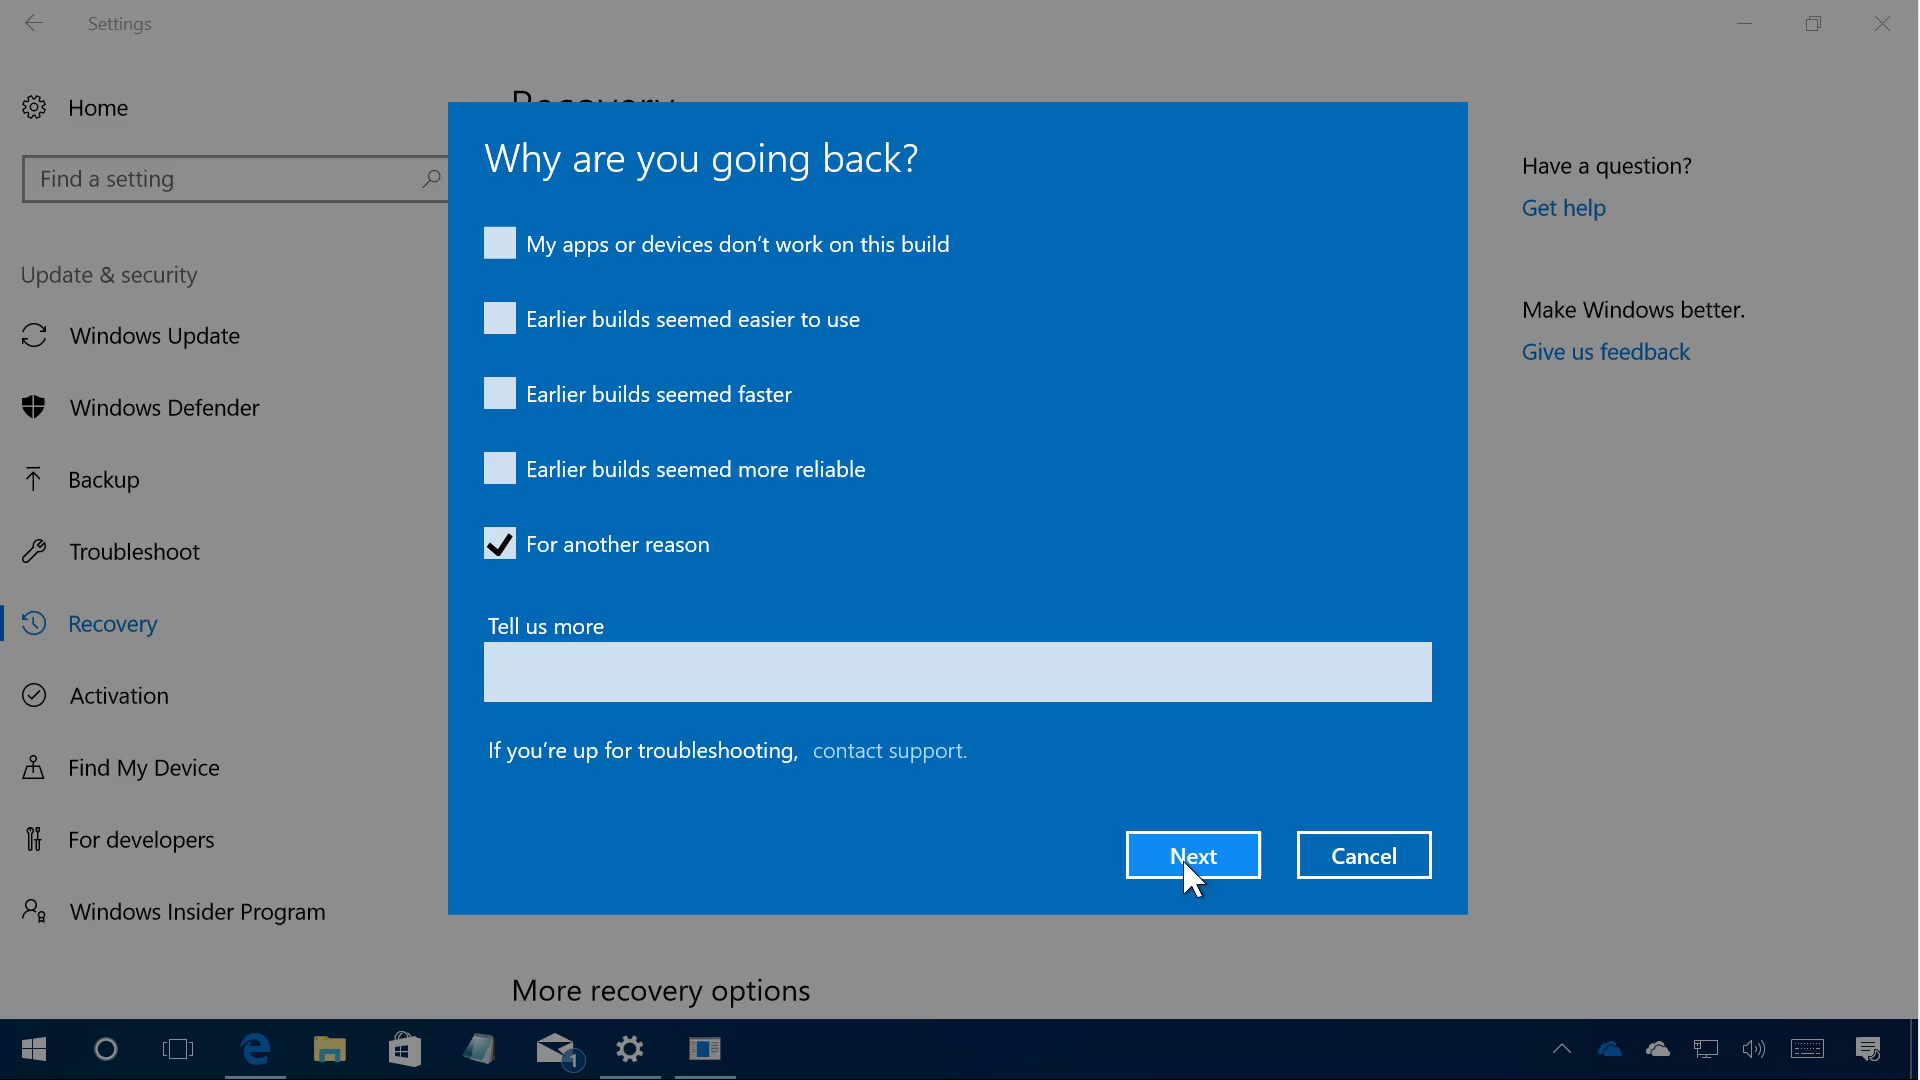 Settings
Home
Find a setting
Update & security
Windows Update
Windows Defender
Backup
Troubleshoot
Recovery
Activation
Find My Device
For developers
Windows Insider Program
Recovery
Why are you going back?
My apps or devices don't work on this build
Earlier builds seemed easier to use
Earlier builds seemed faster
Earlier builds seemed more reliable
For another reason
Tell us more
If you're up for troubleshooting, contact support.
Next
Cancel
More recovery options
Have a question?
Get help
Make Windows better.
Give us feedback
1